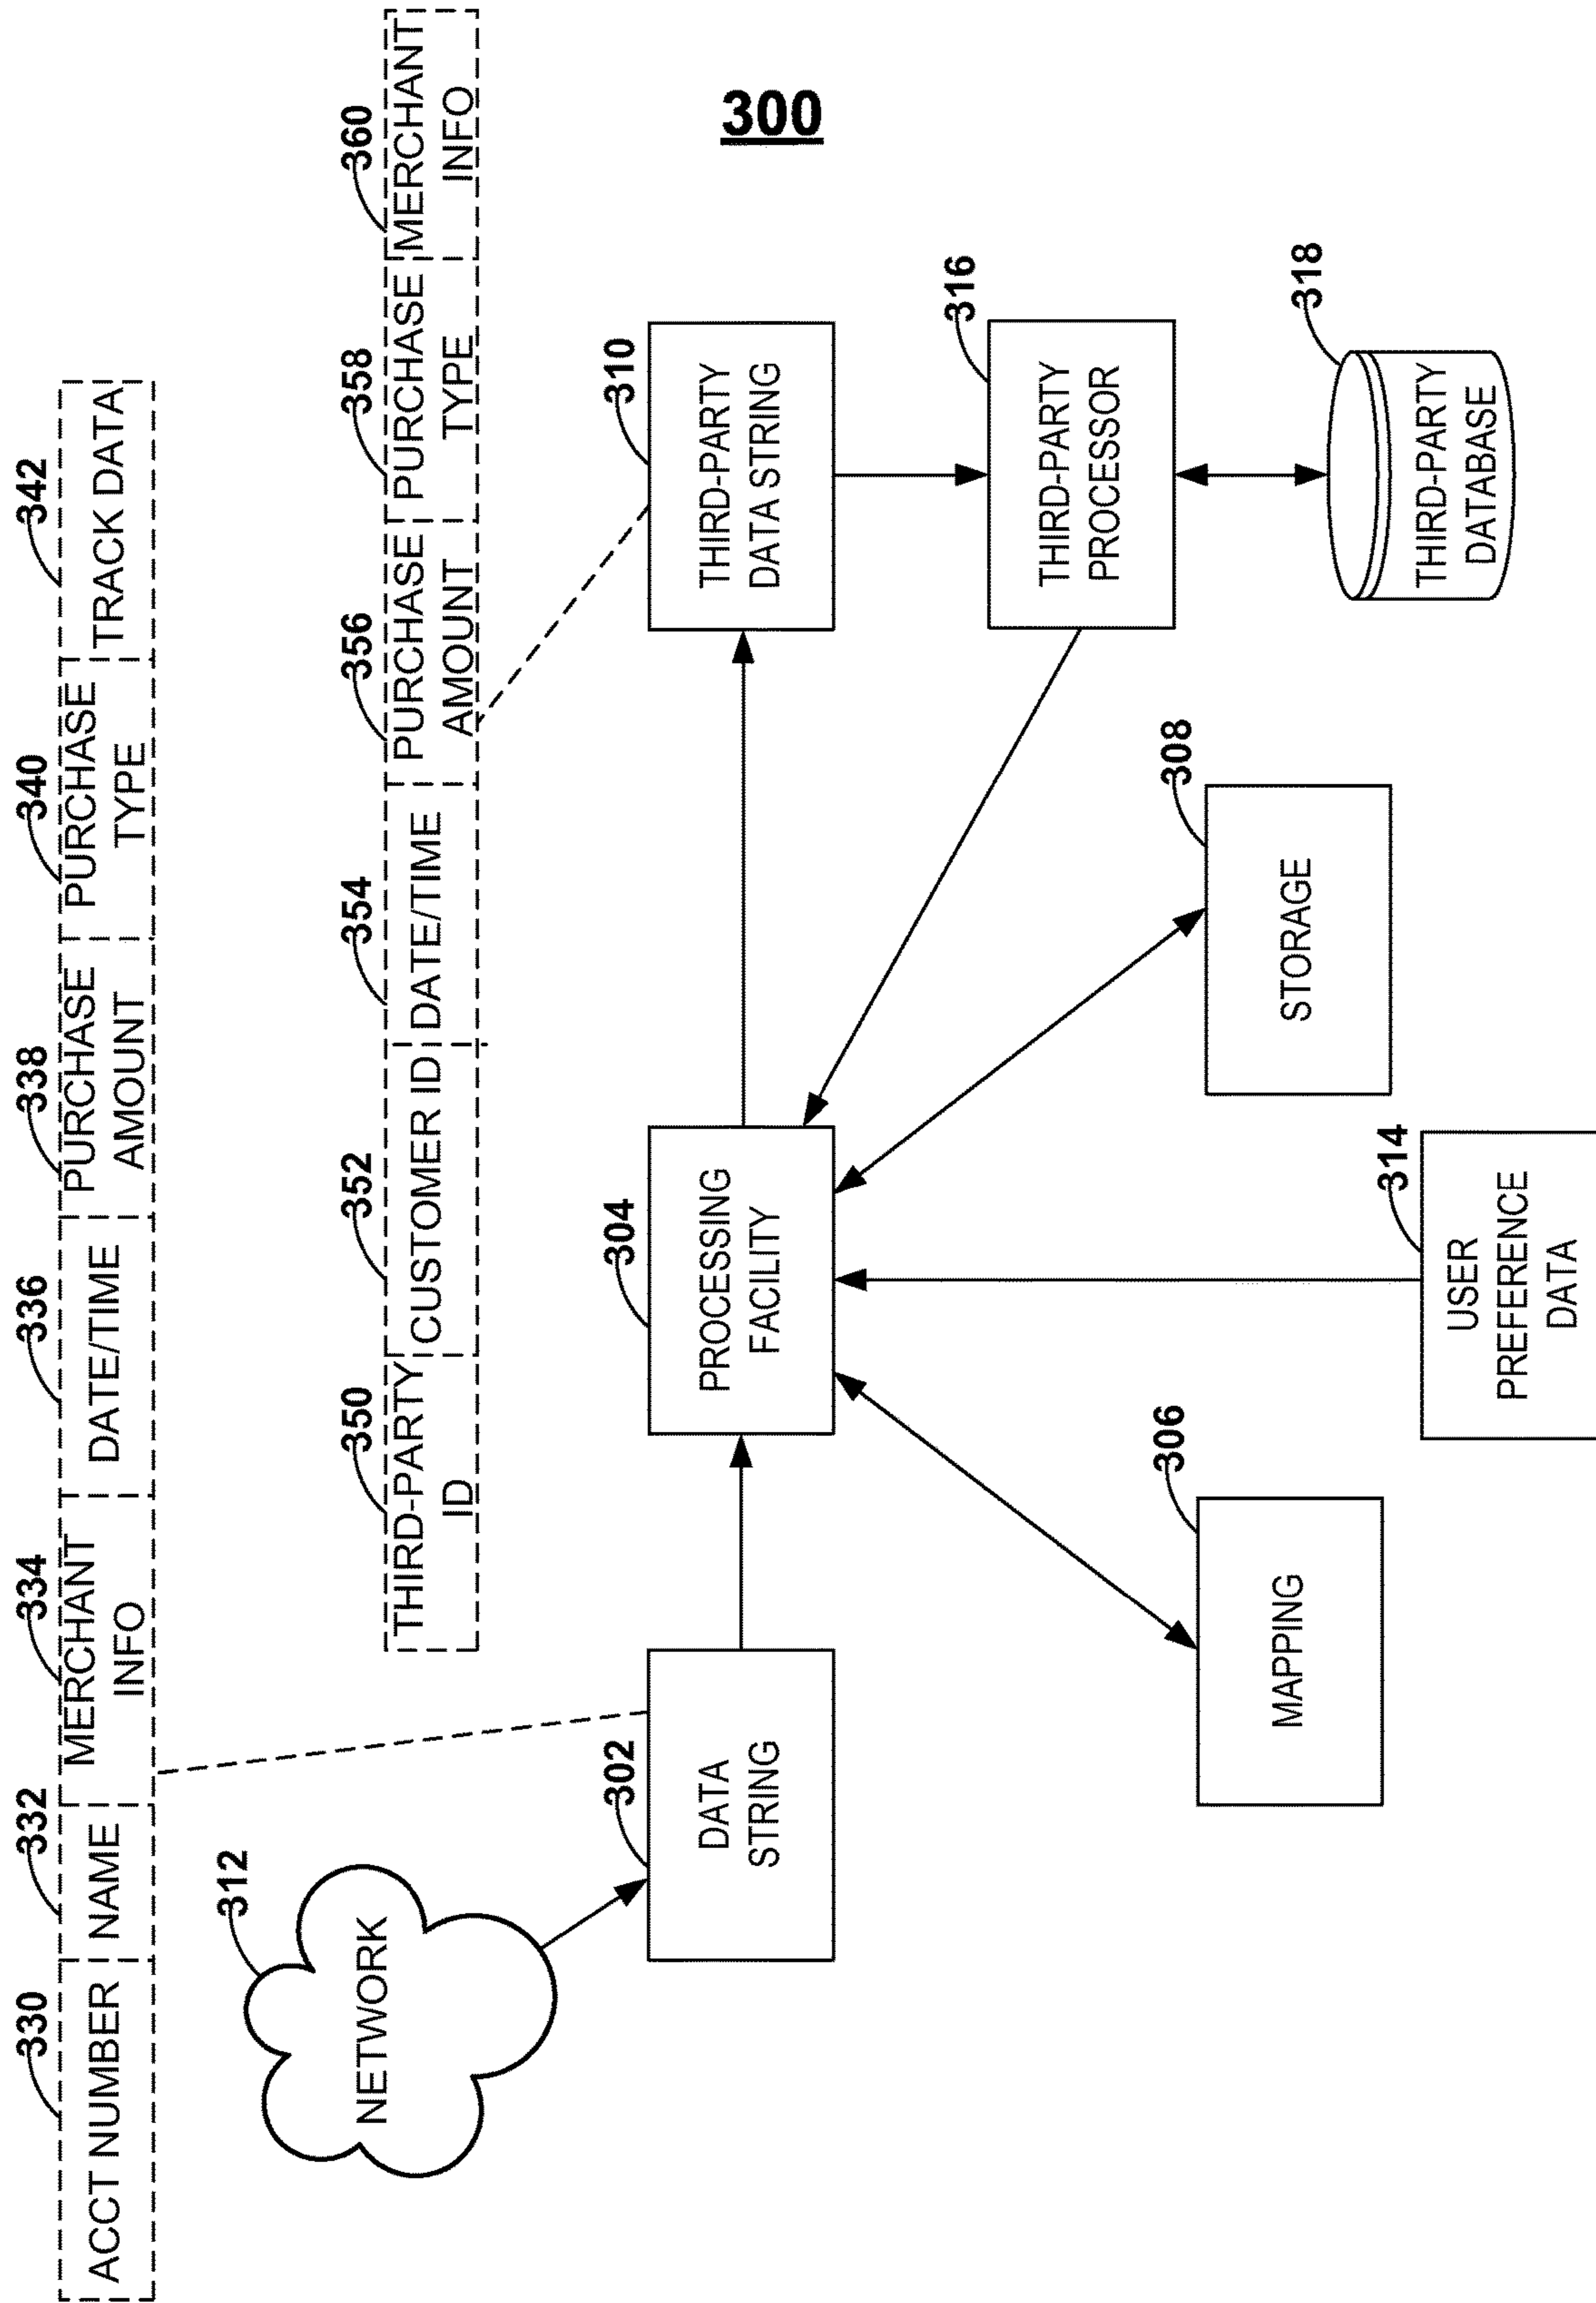 330
332
334
336
338
340
342
ACCT NUMBER
NAME
MERCHANT
INFO
DATE/TIME
PURCHASE
AMOUNT
PURCHASE
TYPE
TRACK DATA
350
352
354
356
358
360
THIRD-PARTY
ID
CUSTOMER ID
DATE/TIME
PURCHASE
AMOUNT
PURCHASE
TYPE
MERCHANT
INFO
312
NETWORK
302
DATA
STRING
304
PROCESSING
FACILITY
310
THIRD-PARTY
DATA STRING
300
316
THIRD-PARTY
PROCESSOR
306
MAPPING
308
STORAGE
318
THIRD-PARTY
DATABASE
314
USER
PREFERENCE
DATA